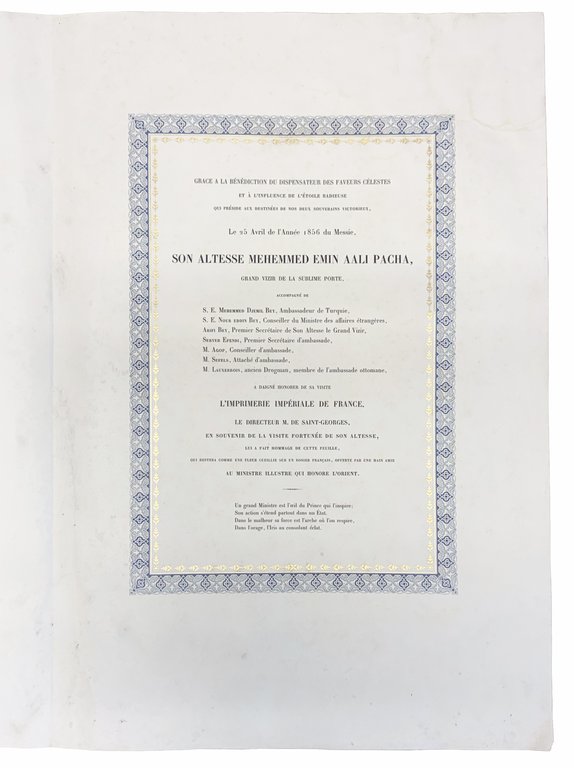 GRACE A LA BÉNÉDICTION DU DISPENSATEUR DES FAVEURS CÉLESTES
ET À L'INFLUENCE DE L'ÉTOILE RADIEUSE
QUI PRÉSIDE AUX DESTINÉES DE NOS DEUX SOUVERAINS VICTORIEUX,
Le 25 Avril de l'Année 1856 du Messie,
SON ALTESSE MEHEMMED EMIN AALI PACHA,
GRAND VIZIR DE LA SUBLIME PORTE,
ACCOMPAGNÉ DE
S. E. Mehemmed Djemil Bey, Ambassadeur de Turquie,
S. E. Nour eddin Bey, Conseiller du Ministre des affaires étrangères,
Arifi Bey, Premier Secrétaire de Son Altesse le Grand Vizir,
Server Efendi, Premier Secrétaire d'ambassade,
M. Agop, Conseiller d'ambassade,
M. Sefels, Attaché d'ambassade,
M. Lauxerrois, ancien Drogman, membre de l'ambassade ottomane,
A DAIGNÉ HONORER DE SA VISITE
L'IMPRIMERIE IMPÉRIALE DE FRANCE.
LE DIRECTEUR M. DE SAINT-GEORGES,
EN SOUVENIR DE LA VISITE FORTUNÉE DE SON ALTESSE,
LUI A FAIT HOMMAGE DE CETTE FEUILLE,
QUI RESTERA COMME UNE FLEUR CUEILLIE SUR UN ROSIER FRANÇAIS, OFFERTE PAR UNE MAIN AMIE
AU MINISTRE ILLUSTRE QUI HONORE L'ORIENT.
Un grand Ministre est l'œil du Prince qui l'inspire;
Son action s'étend partout dans un État.
Dans le malheur sa force est l'arche où l'on respire,
Dans l'orage, l'Iris au consolant éclat.